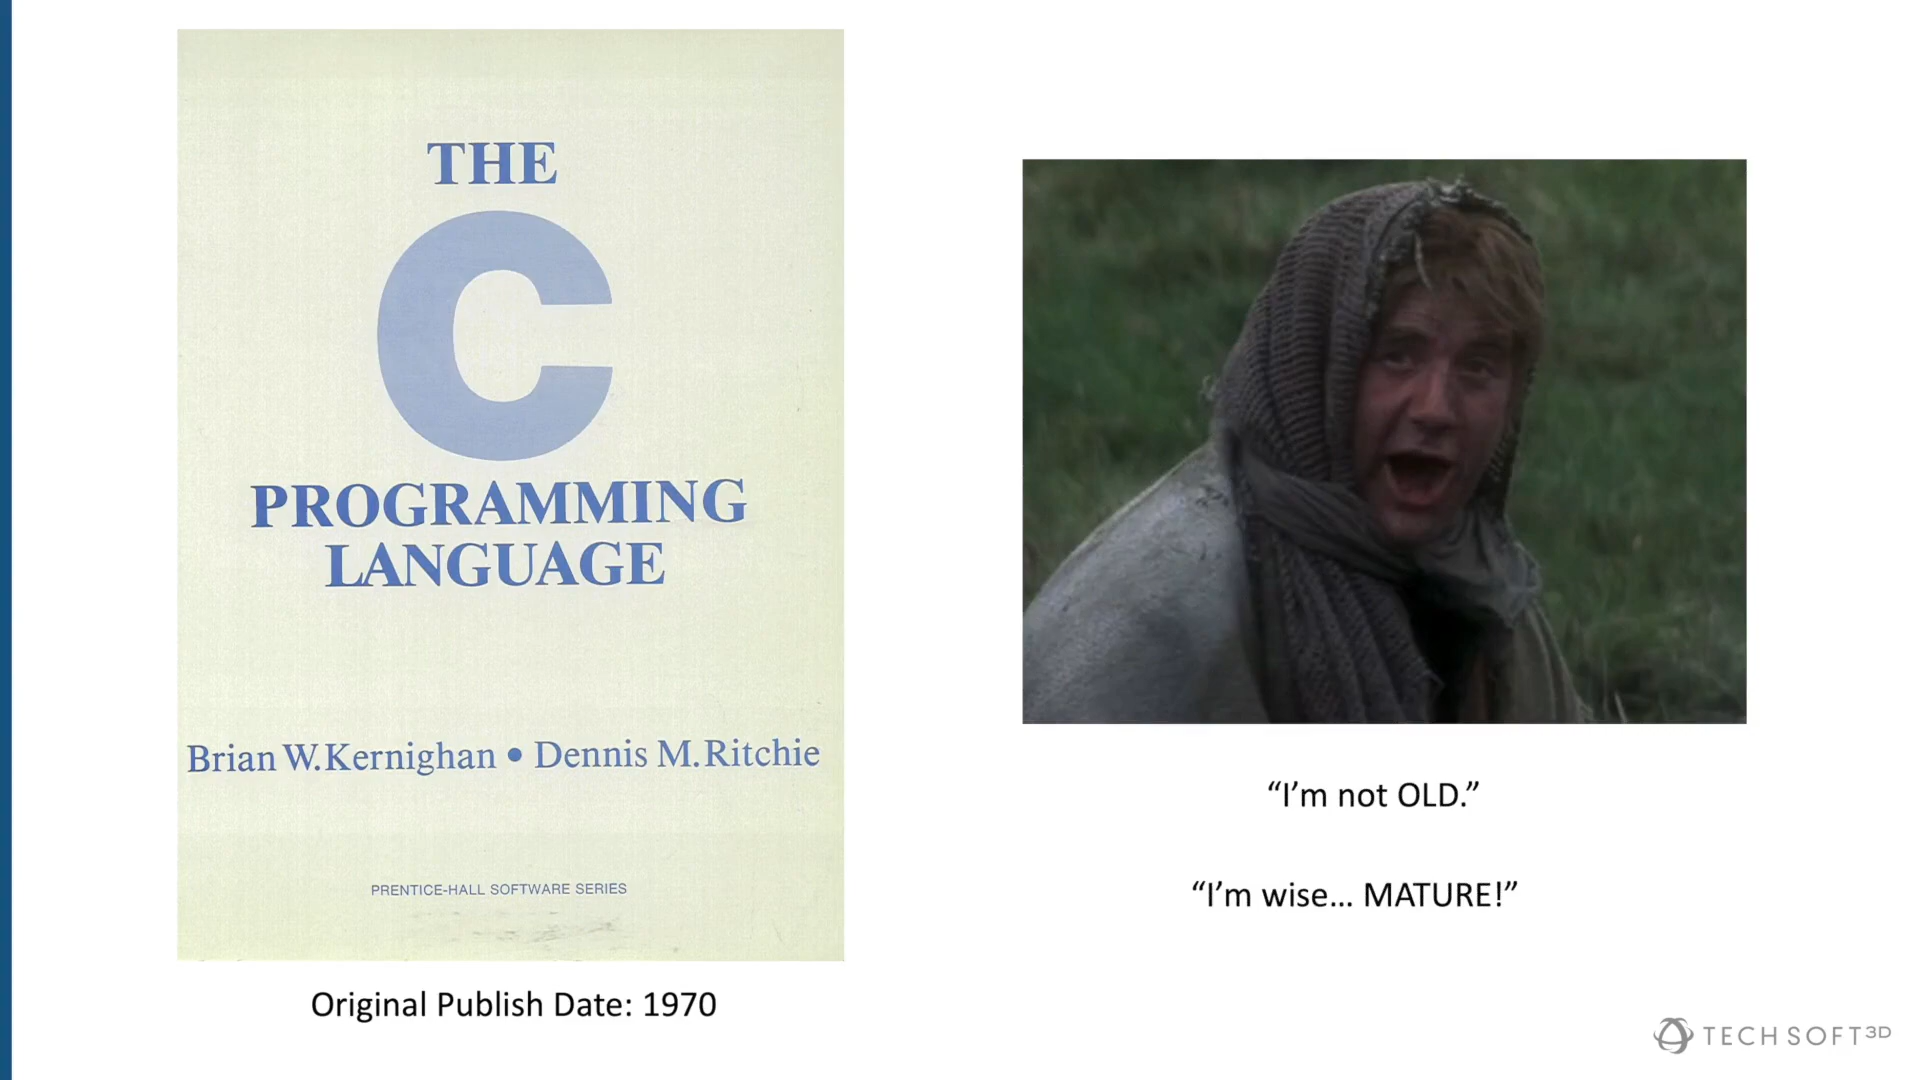 THE
C
PROGRAMMING
LANGUAGE
Brian W. Kernighan • Dennis M. Ritchie
PRENTICE-HALL SOFTWARE SERIES
Original Publish Date: 1970
“I’m not OLD.”
“I’m wise... MATURE!”
TECH SOFT 3D